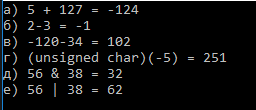 а) 5 + 127 = -124
б) 2-3 = -1
в) -120-34 = 102
г) (unsigned char)(-5) = 251
д) 56 & 38 = 32
е) 56 | 38 = 62